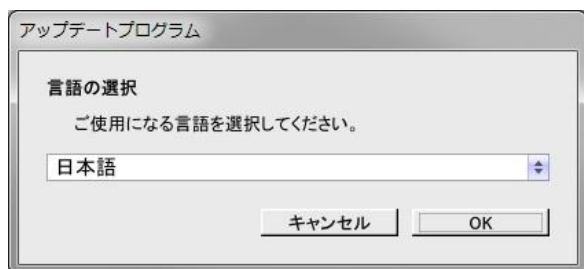 アップデートプログラム
言語の選択
ご使用になる言語を選択してください。
日本語
キャンセル
OK